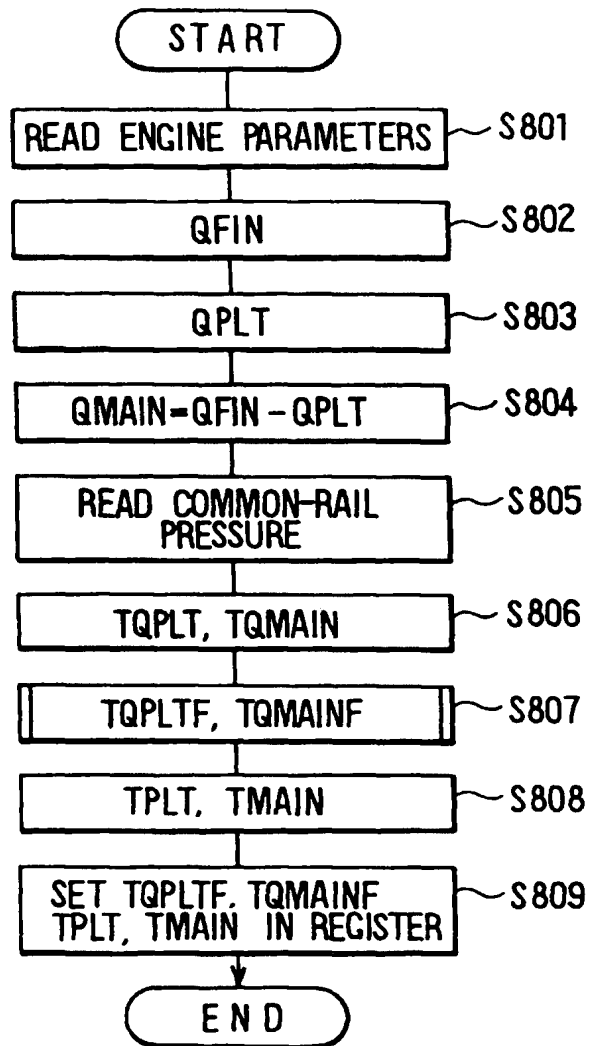 START
READ ENGINE PARAMETERS
S801
QFIN
S802
QPLT
S803
QMAIN=QFIN-QPLT
S804
READ COMMON-RAIL
PRESSURE
S805
TQPLT, TQMAIN
S806
TQPLTF, TQMAINF
S807
TPLT, TMAIN
S808
SET TQPLTF. TQMAINF
TPLT, TMAIN IN REGISTER
S809
END